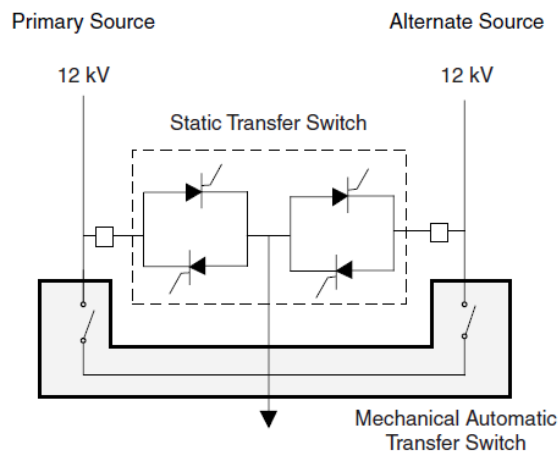 Primary Source
Alternate Source
12 kV
12 kV
Static Transfer Switch
Mechanical Automatic
Transfer Switch